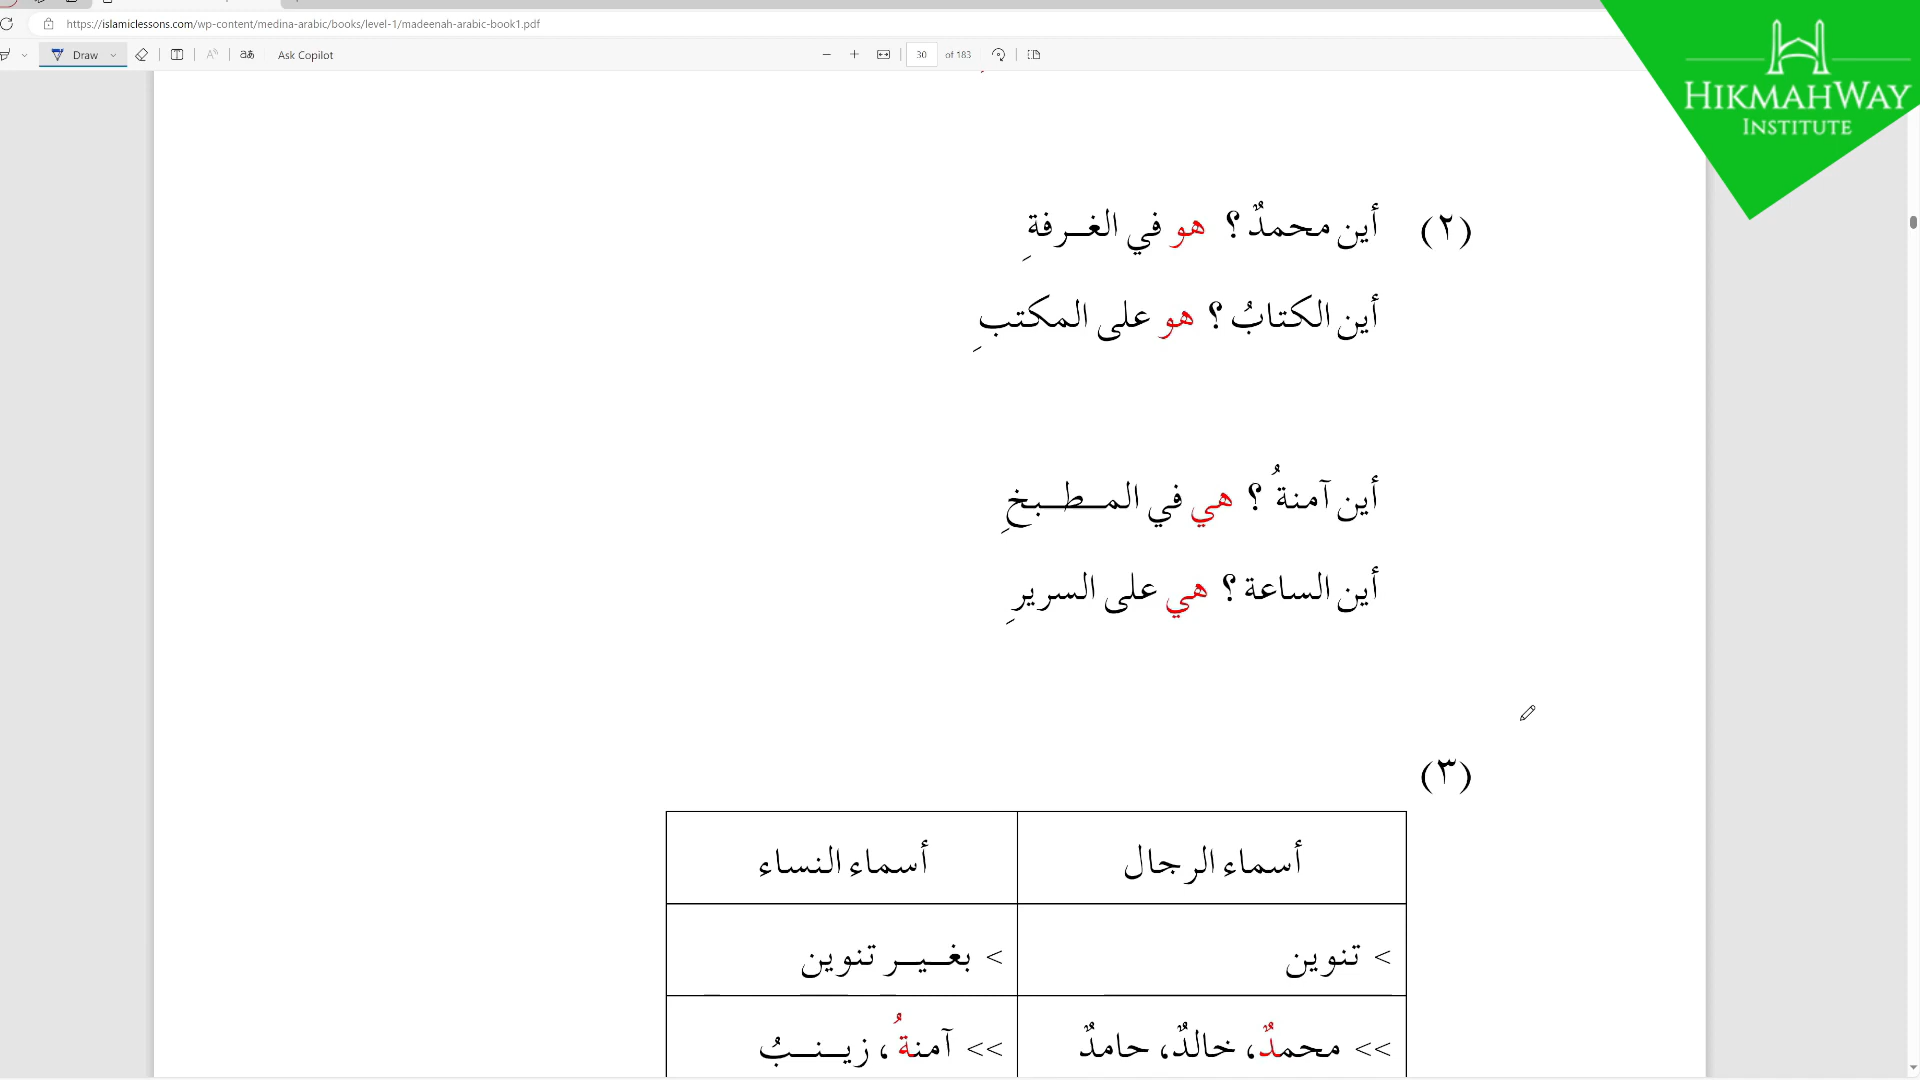 https://islamiclessons.com/wp-content/medina-arabic/books/level-1/madeenah-arabic-book1.pdf
Draw
aあ
Ask Copilot
30 of 183
HIKMAHWAY
INSTITUTE
(٢) أين محمدٌ ؟ هو في الغـرفةِ
أين الكتابُ ؟ هو على المكتبِ
أين آمنةُ ؟ هي في المـطـبخِ
أين الساعة ؟ هي على السريرِ
(٣)
أسماء الرجال
أسماء النساء
> تنوين
> بغـيـر تنوين
>> محمدٌ، خالدٌ، حامدٌ
>> آمنةُ، زيـنـبُ